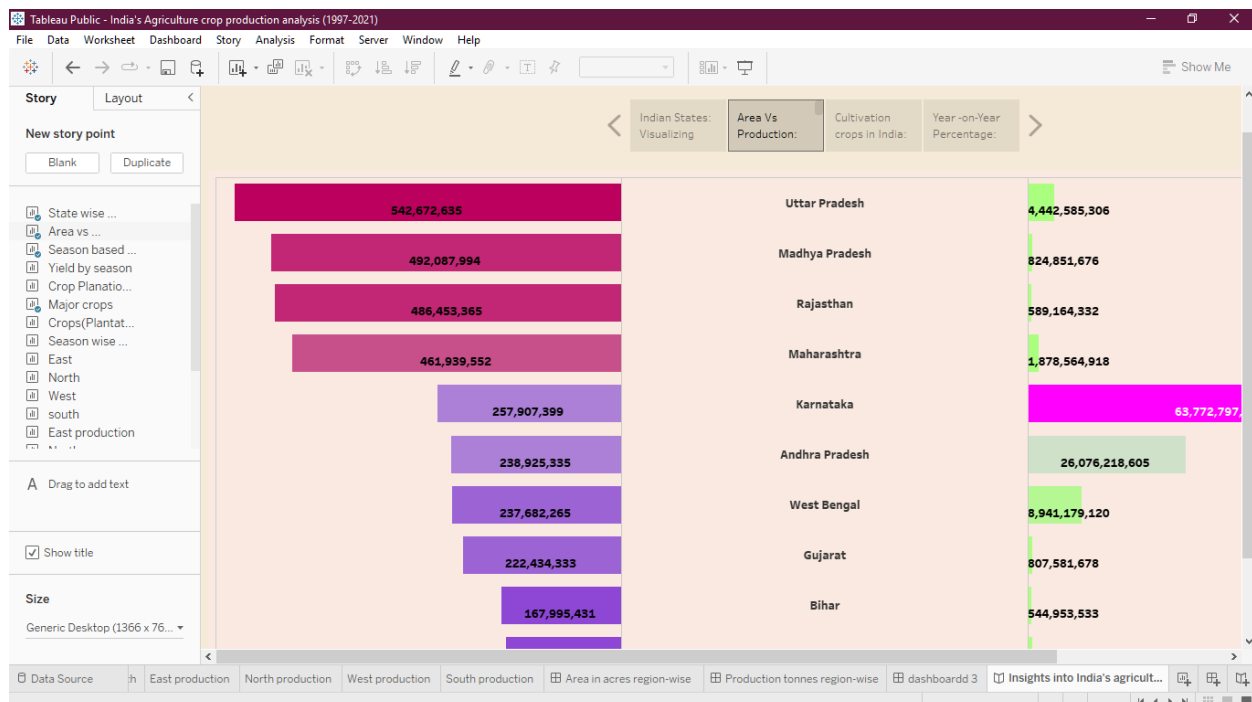 Tableau Public - India's Agriculture crop production analysis (1997-2021)
File Data Worksheet Dashboard Story Analysis Format Server Window Help
Show Me
Story Layout
New story point
Blank Duplicate
State wise ...
Area vs ...
Season based ...
Yield by season
Crop Planatio...
Major crops
Crops(Plantat...
Season wise ...
East
North
West
south
East production
A Drag to add text
Show title
Size
Generic Desktop (1366 x 76...
Indian States:
Visualizing
Area Vs
Production:
Cultivation
crops in India:
Year -on-Year
Percentage:
542,672,635 Uttar Pradesh 4,442,585,306
492,087,994 Madhya Pradesh 824,851,676
486,453,365 Rajasthan 589,164,332
461,939,552 Maharashtra 1,878,564,918
257,907,399 Karnataka 63,772,797,
238,925,335 Andhra Pradesh 26,076,218,605
237,682,265 West Bengal 8,941,179,120
222,434,333 Gujarat 807,581,678
167,995,431 Bihar 544,953,533
Data Source East production North production West production South production Area in acres region-wise Production tonnes region-wise dashboardd 3 Insights into India's agricult...